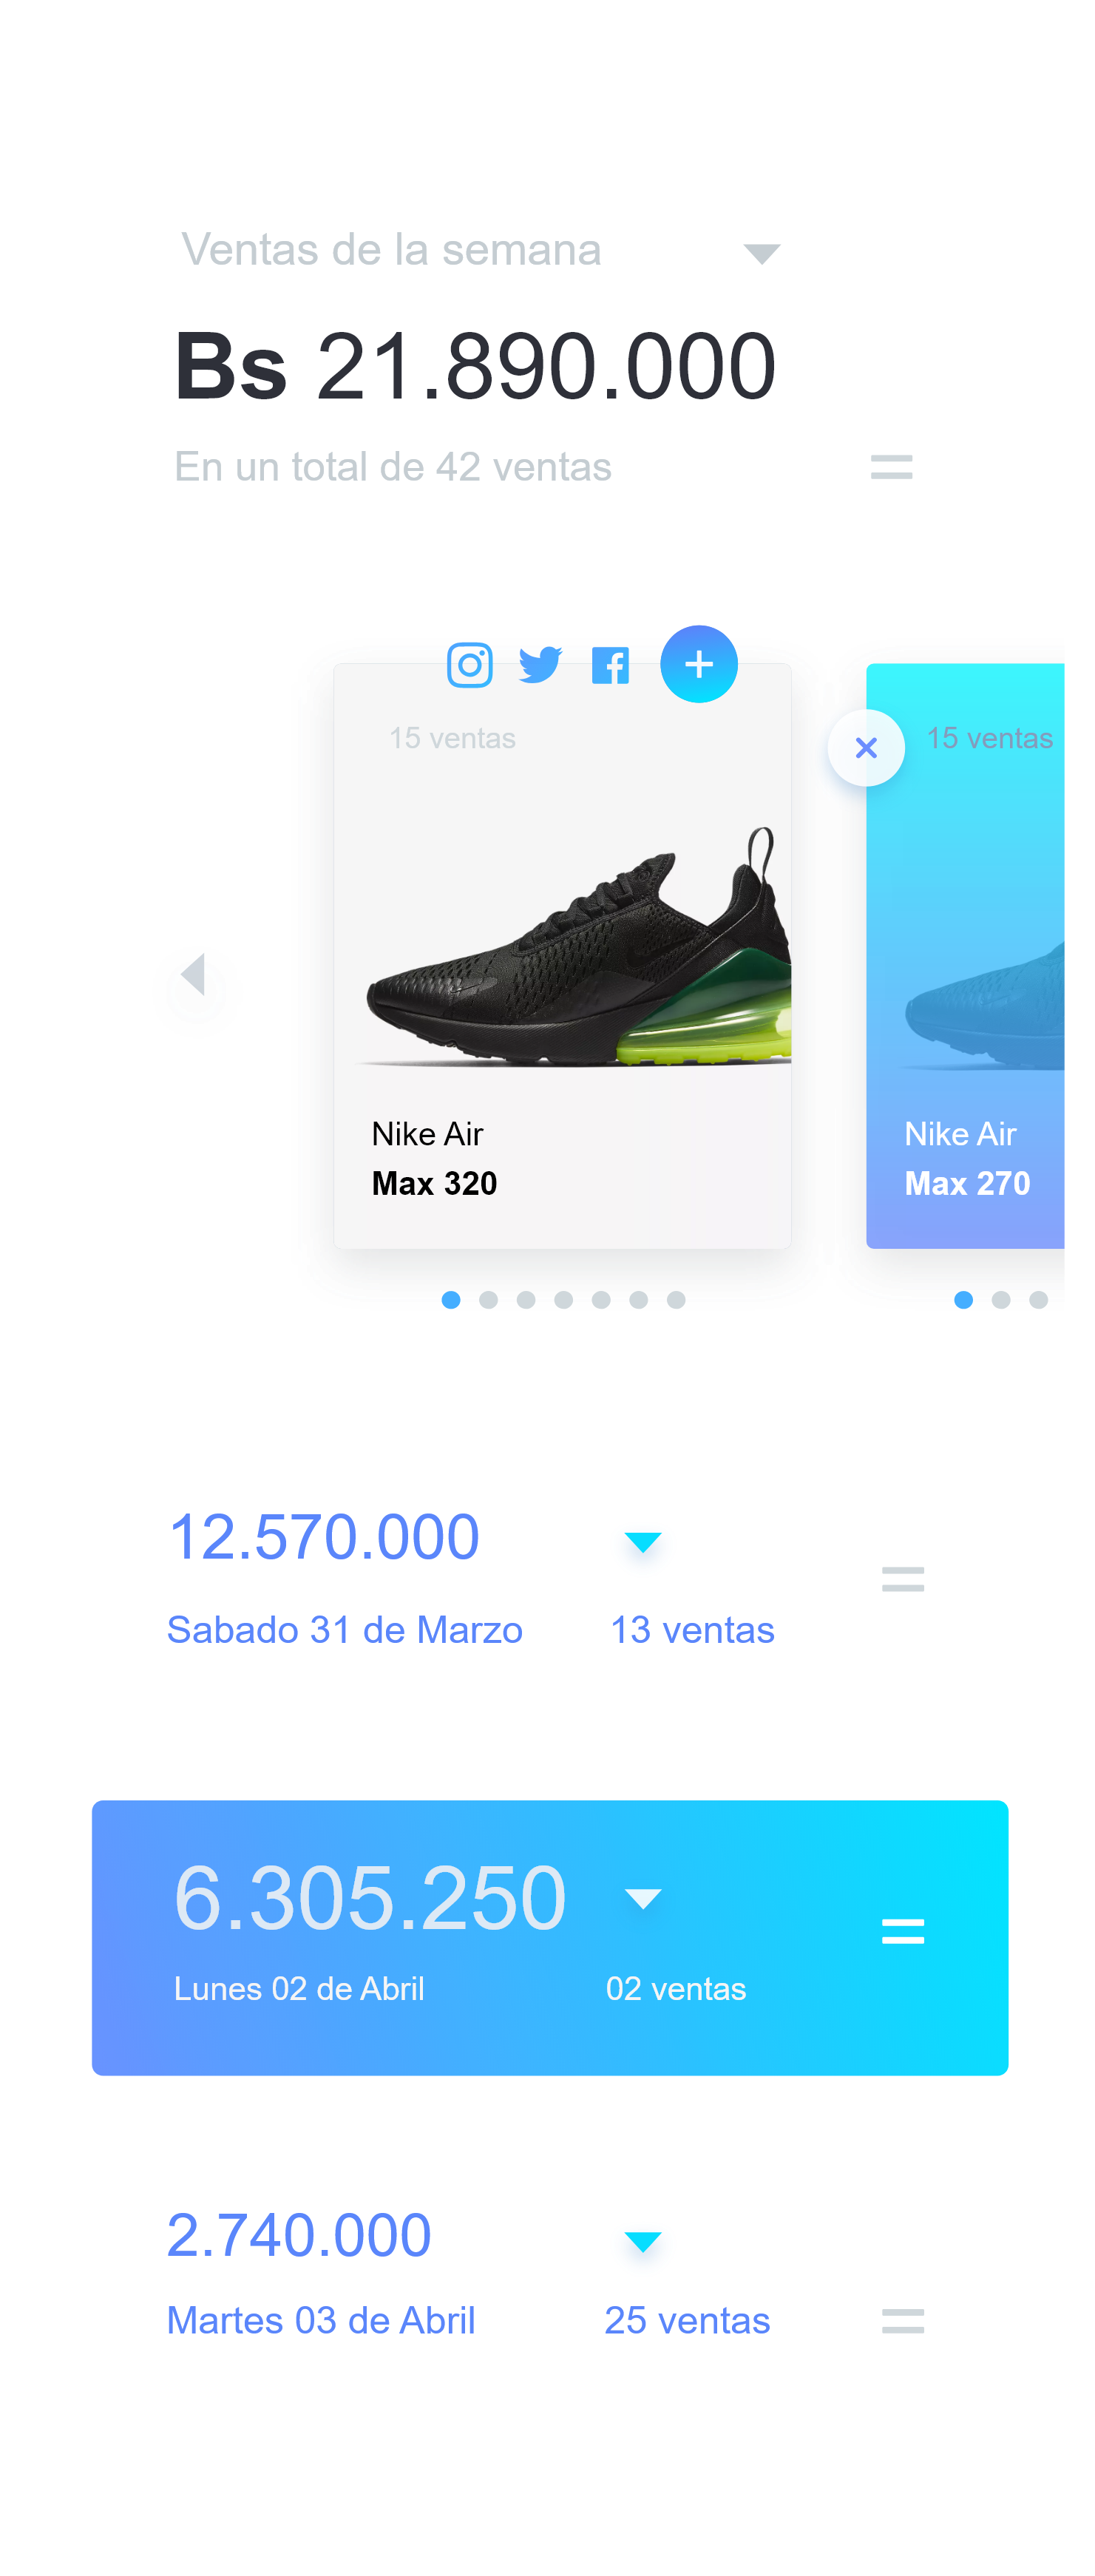 Ventas de la semana
Bs 21.890.000
En un total de 42 ventas
15 ventas
Nike Air
Max 320
15 ventas
Nike Air
Max 270
12.570.000
Sabado 31 de Marzo 13 ventas
6.305.250
Lunes 02 de Abril 02 ventas
2.740.000
Martes 03 de Abril 25 ventas